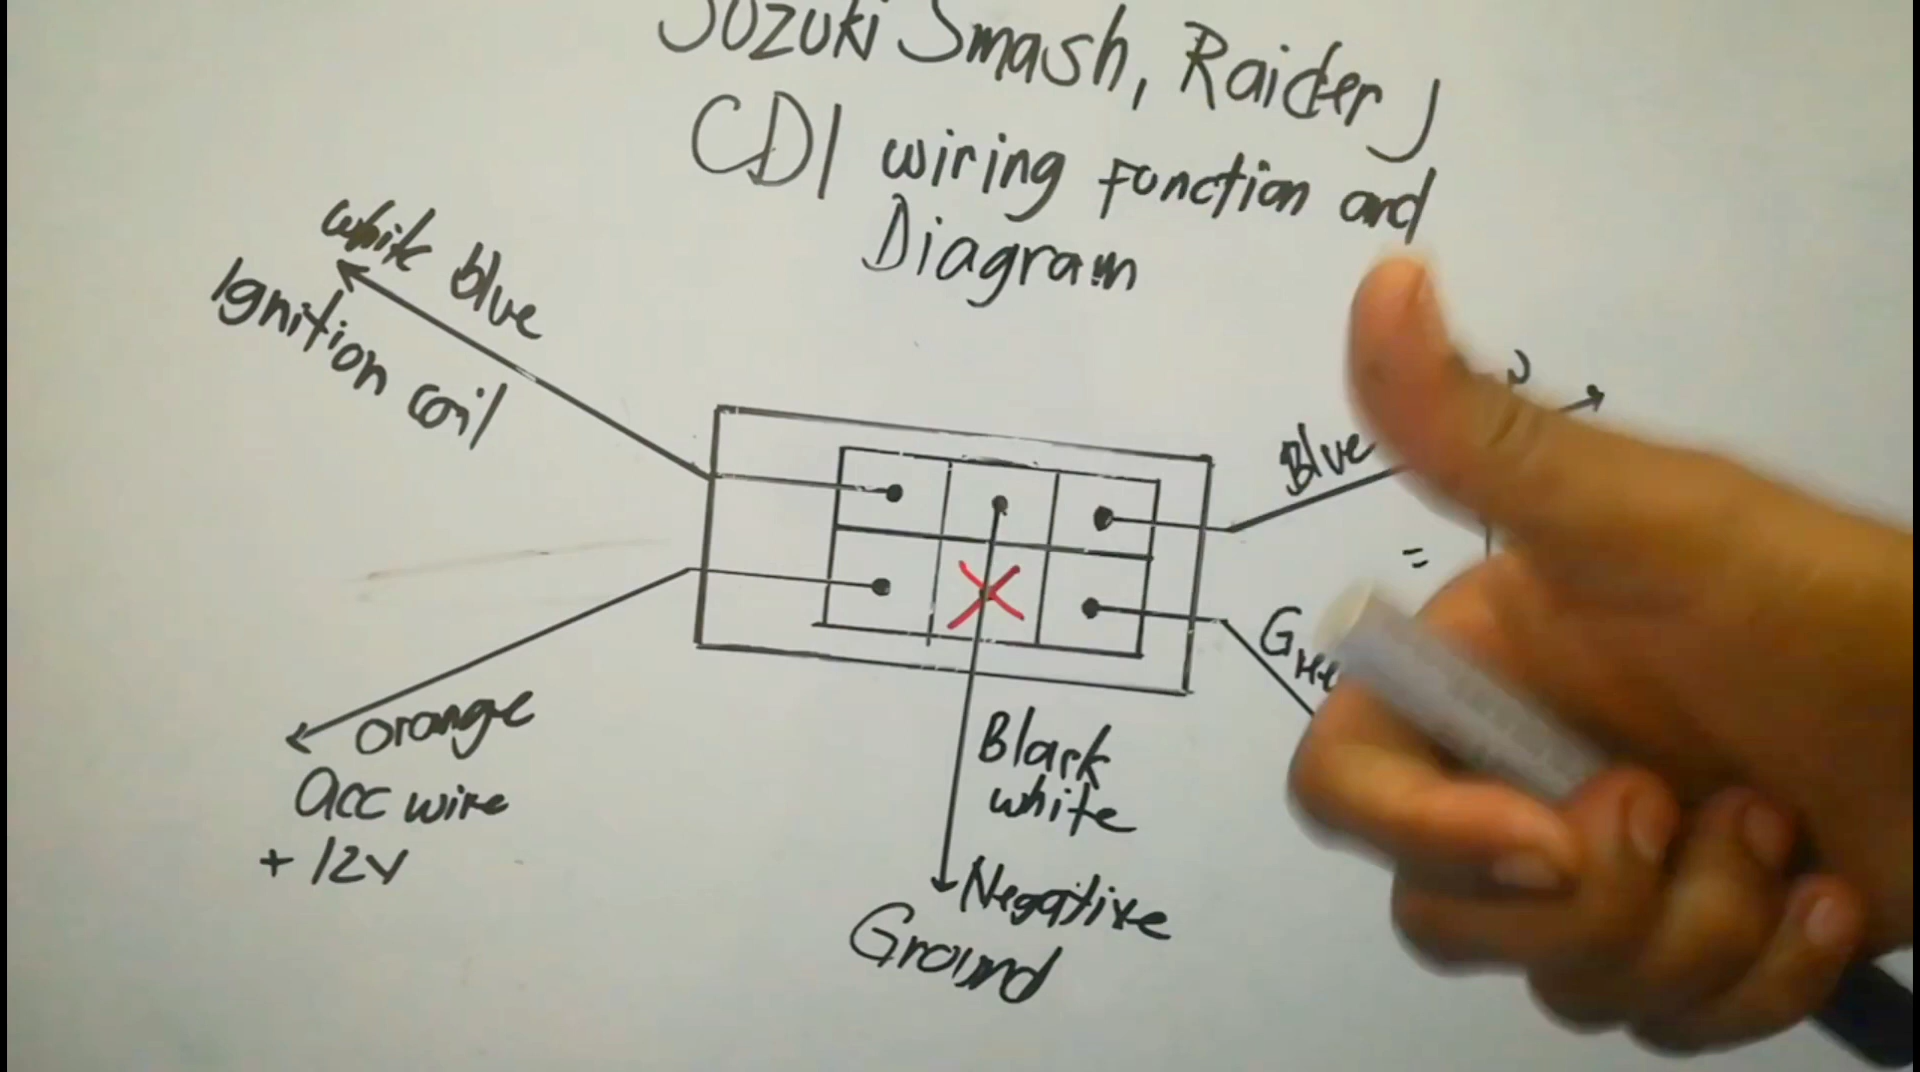 Sozuki Smash, Raider J
CDI wiring function and
Diagram
white blue
Ignition coil
Blue
orange
Acc wire
+ 12v
Black
white
Negative
Ground